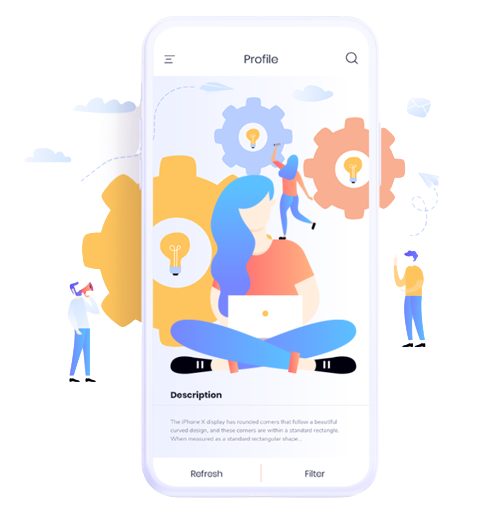 Profile
Description
The iPhone X display has rounded corners that follow a beautiful
curved design, and these corners are within a standard rectangle.
When measured as a standard rectangular shape...
Refresh
Filter